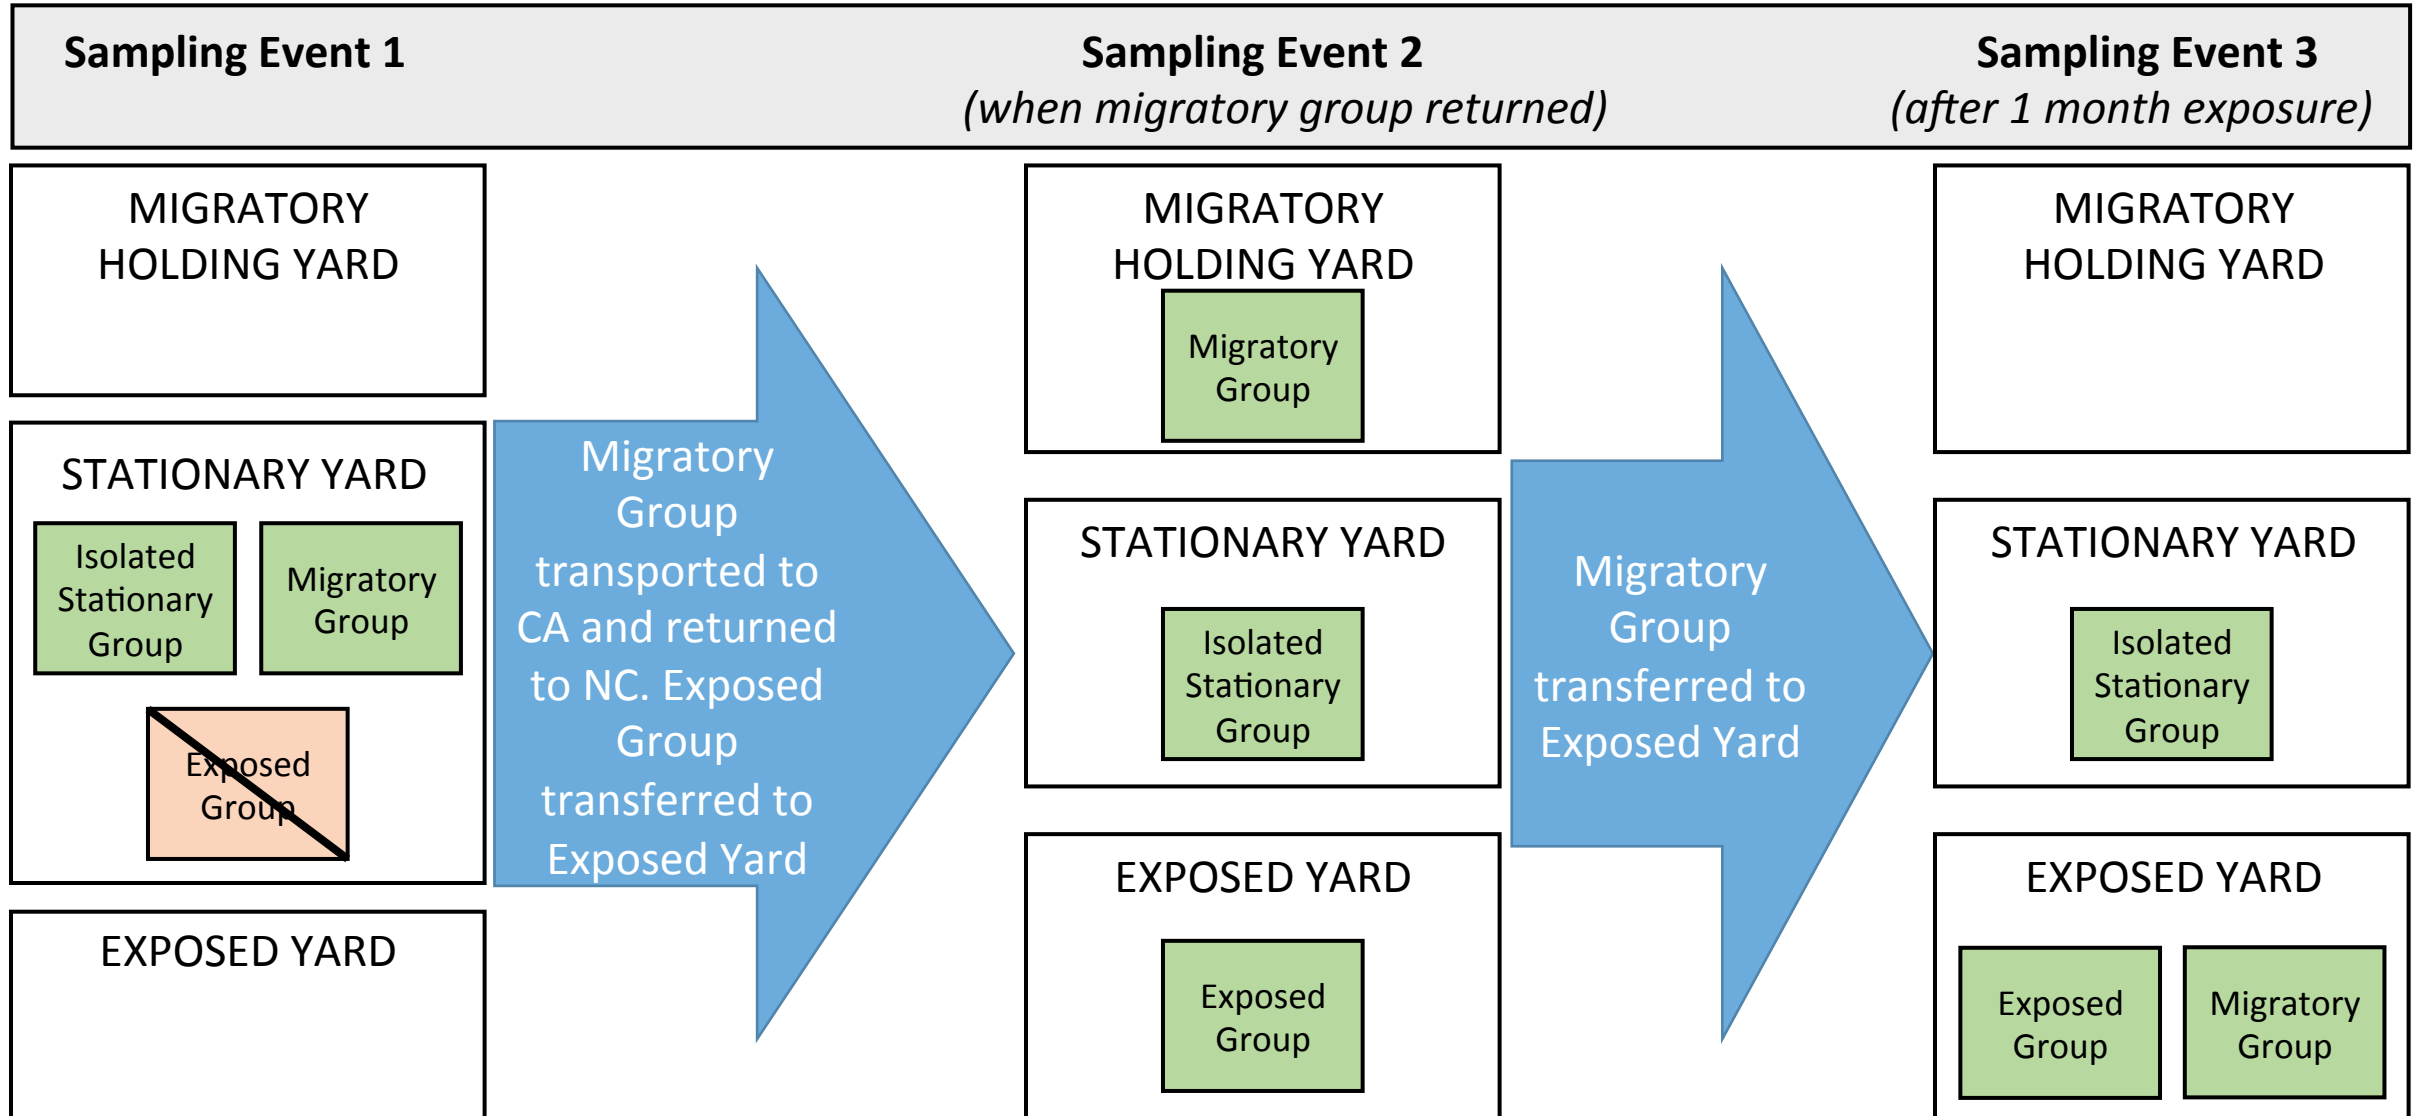 Sampling Event 1
Sampling Event 2
(when migratory group returned)
Sampling Event 3
(after 1 month exposure)
MIGRATORY
HOLDING YARD
STATIONARY YARD
Isolated
Stationary
Group
Migratory
Group
Exposed
Group
EXPOSED YARD
Migratory
Group
transported to
CA and returned
to NC. Exposed
Group
transferred to
Exposed Yard
MIGRATORY
HOLDING YARD
Migratory
Group
STATIONARY YARD
Isolated
Stationary
Group
EXPOSED YARD
Exposed
Group
Migratory
Group
transferred to
Exposed Yard
MIGRATORY
HOLDING YARD
STATIONARY YARD
Isolated
Stationary
Group
EXPOSED YARD
Exposed
Group
Migratory
Group